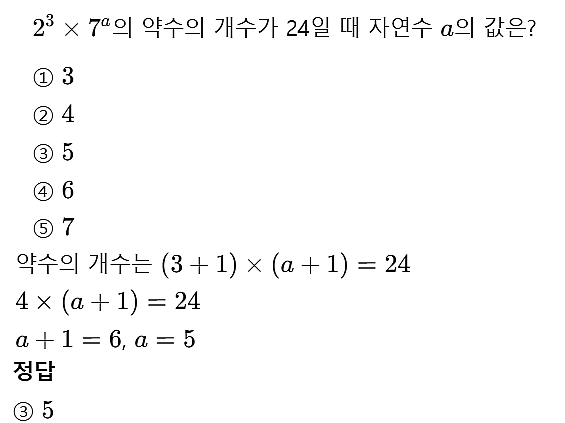 2³ × 7ᵃ의 약수의 개수가 24일 때 자연수 a의 값은?
① 3
② 4
③ 5
④ 6
⑤ 7
약수의 개수는 (3 + 1) × (a + 1) = 24
4 × (a + 1) = 24
a + 1 = 6, a = 5
정답
③ 5